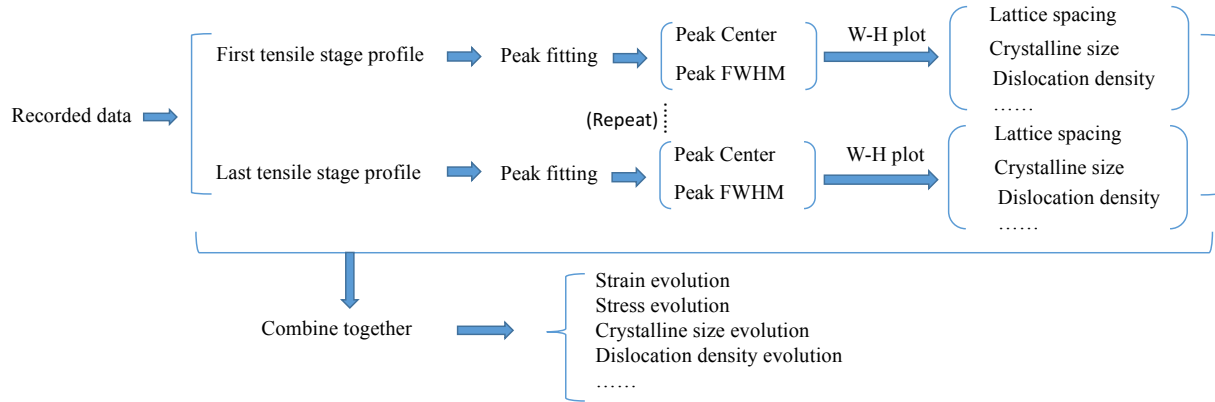 Recorded data
First tensile stage profile
Peak fitting
Peak Center
Peak FWHM
W-H plot
Lattice spacing
Crystalline size
Dislocation density
……
(Repeat)
Last tensile stage profile
Peak fitting
Peak Center
Peak FWHM
W-H plot
Lattice spacing
Crystalline size
Dislocation density
……
Combine together
Strain evolution
Stress evolution
Crystalline size evolution
Dislocation density evolution
……